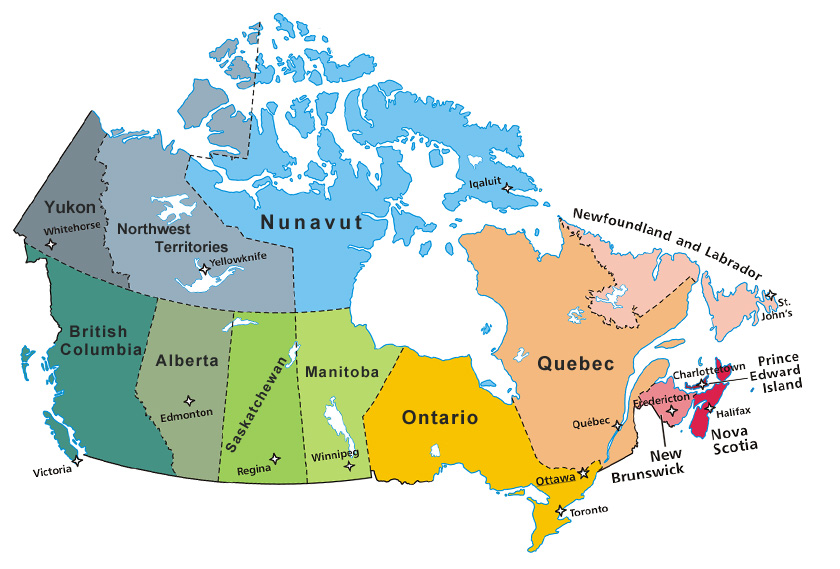 Iqaluit
Yukon
Whitehorse
Northwest
Territories
Nunavut
Yellowknife
Newfoundland and Labrador
St.
John's
British
Columbia
Alberta
Edmonton
Saskatchewan
Regina
Manitoba
Winnipeg
Ontario
Quebec
Québec
Charlottetown
Prince
Edward
Island
Fredericton
Halifax
Nova
Scotia
New
Brunswick
Victoria
Ottawa
Toronto